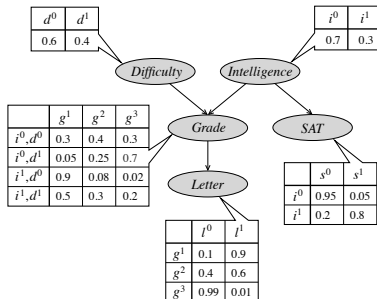 d⁰ d¹
0.6 0.4
i⁰ i¹
0.7 0.3
Difficulty
Intelligence
Grade
SAT
Letter
g¹ g² g³
i⁰,d⁰ 0.3 0.4 0.3
i⁰,d¹ 0.05 0.25 0.7
i¹,d⁰ 0.9 0.08 0.02
i¹,d¹ 0.5 0.3 0.2
s⁰ s¹
i⁰ 0.95 0.05
i¹ 0.2 0.8
l⁰ l¹
g¹ 0.1 0.9
g² 0.4 0.6
g³ 0.99 0.01